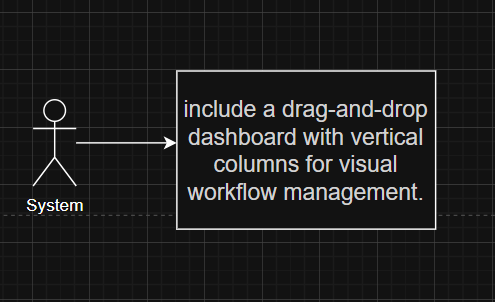 include a drag-and-drop
dashboard with vertical
columns for visual
workflow management.
System